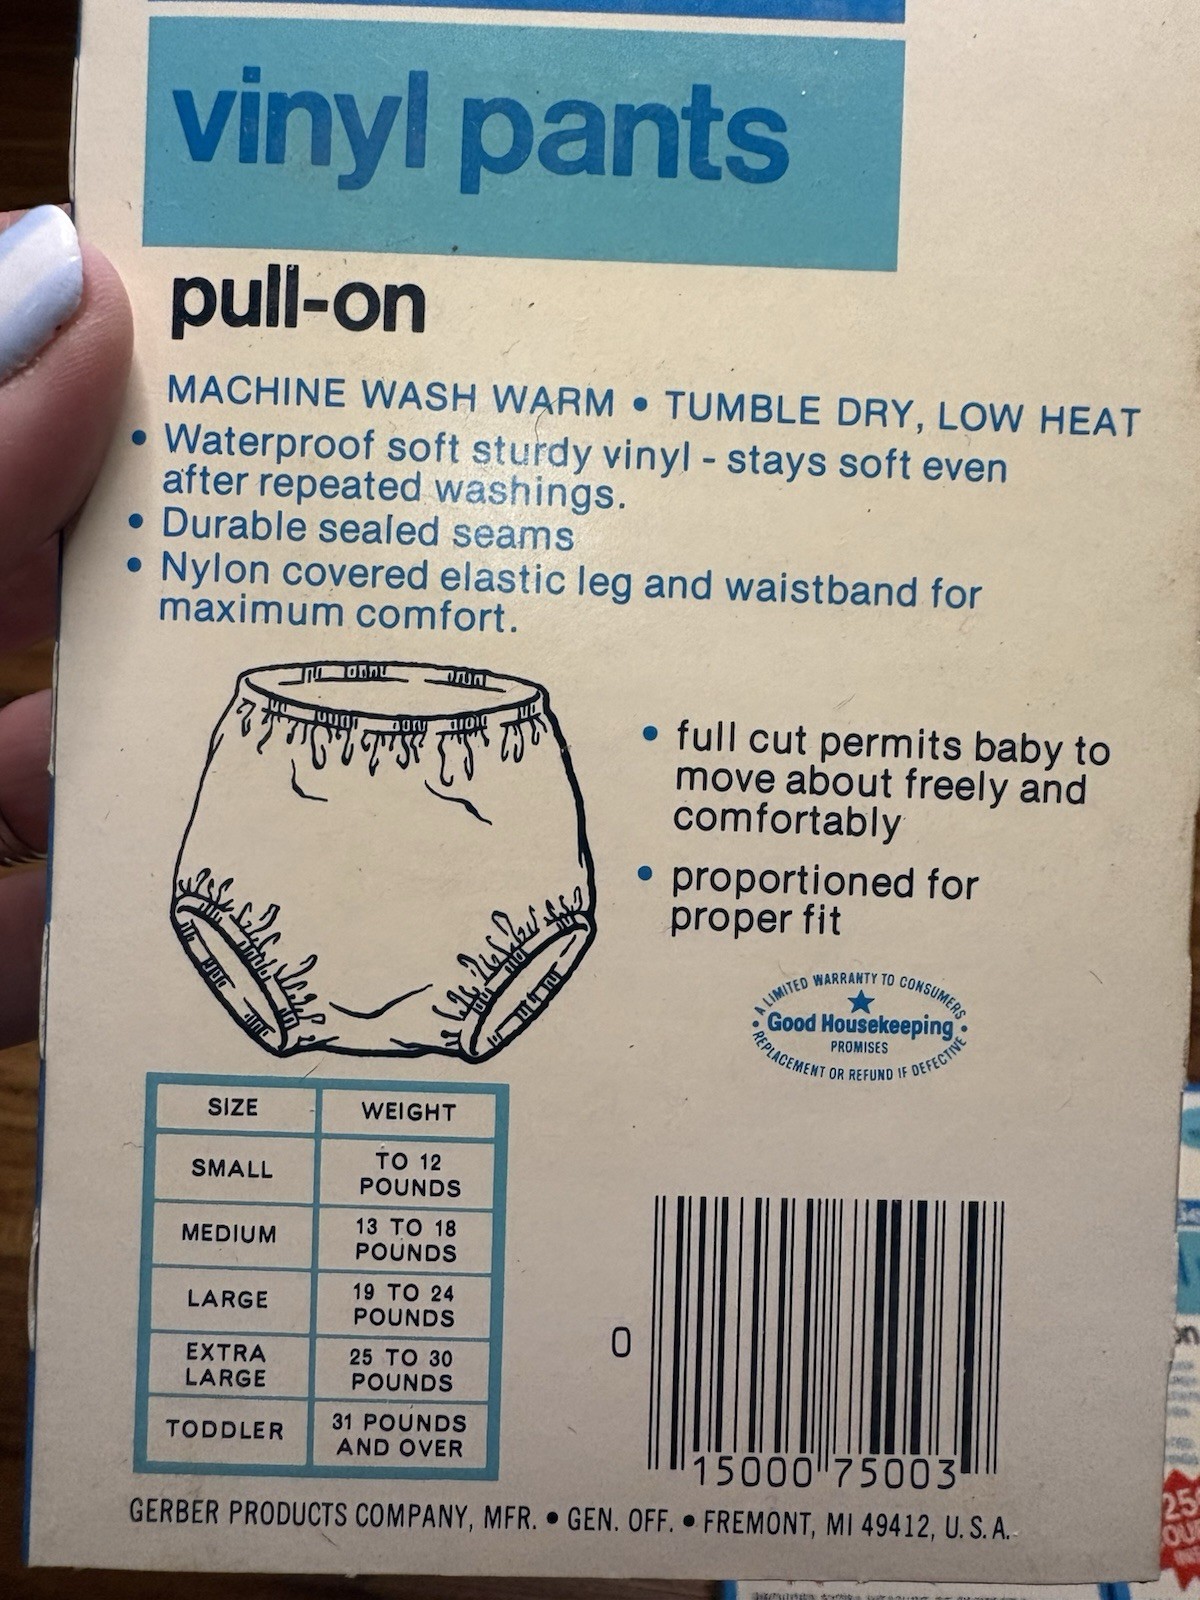 vinyl pants
pull-on
MACHINE WASH WARM • TUMBLE DRY, LOW HEAT
• Waterproof soft sturdy vinyl - stays soft even
after repeated washings.
• Durable sealed seams
• Nylon covered elastic leg and waistband for
maximum comfort.
• full cut permits baby to
move about freely and
comfortably
• proportioned for
proper fit
A LIMITED WARRANTY TO CONSUMERS
Good Housekeeping
PROMISES
REPLACEMENT OR REFUND IF DEFECTIVE
SIZE WEIGHT
SMALL TO 12
POUNDS
MEDIUM 13 TO 18
POUNDS
LARGE 19 TO 24
POUNDS
EXTRA
LARGE 25 TO 30
POUNDS
TODDLER 31 POUNDS
AND OVER
0 15000 75003
GERBER PRODUCTS COMPANY, MFR. • GEN. OFF. • FREMONT, MI 49412, U.S.A.